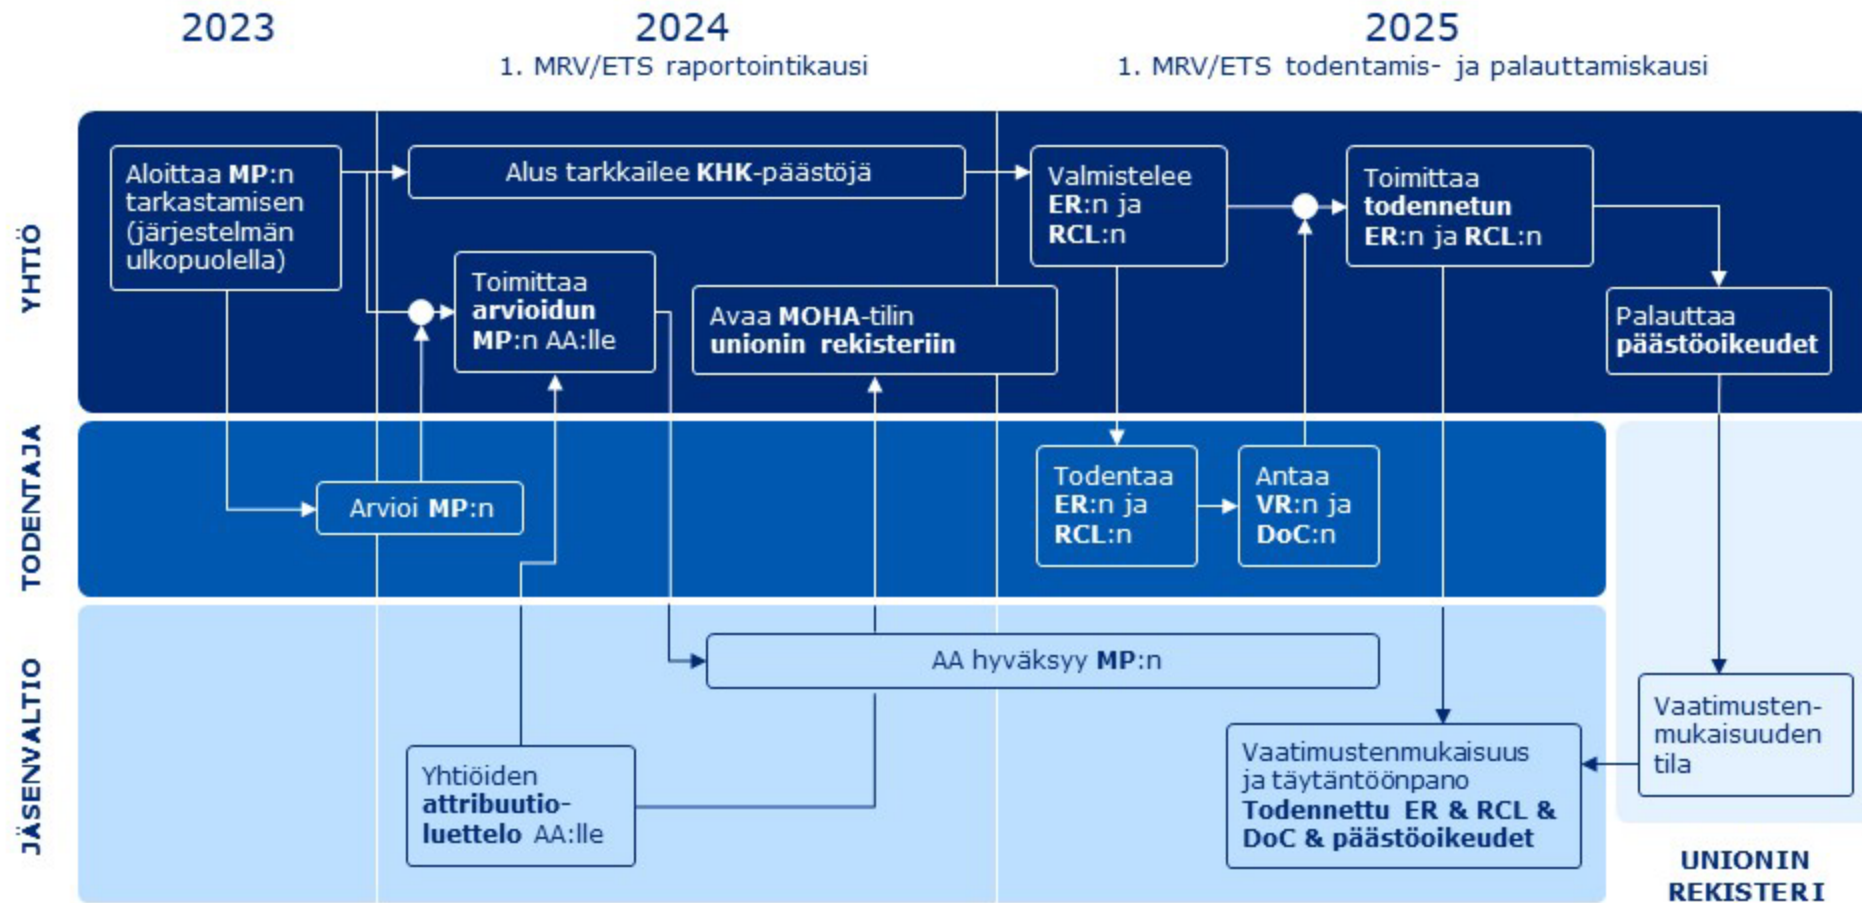 2023
2024
1. MRV/ETS raportointikausi
2025
1. MRV/ETS todentamis- ja palauttamiskausi
YHTIÖ
Aloittaa MP:n
tarkastamisen
(järjestelmän
ulkopuolella)
Alus tarkkailee KHK-päästöjä
Toimittaa
arvioidun
MP:n AA:lle
Avaa MOHA-tilin
unionin rekisteriin
Valmistelee
ER:n ja
RCL:n
Toimittaa
todennetun
ER:n ja RCL:n
Palauttaa
päästöoikeudet
TODENTAJA
Arvioi MP:n
Todentaa
ER:n ja
RCL:n
Antaa
VR:n ja
DoC:n
JÄSENVALTIO
AA hyväksyy MP:n
Yhtiöiden
attribuutio-
luettelo AA:lle
Vaatimustenmukaisuus
ja täytäntöönpano
Todennettu ER & RCL &
DoC & päästöoikeudet
Vaatimusten-
mukaisuuden
tila
UNIONIN
REKISTERI